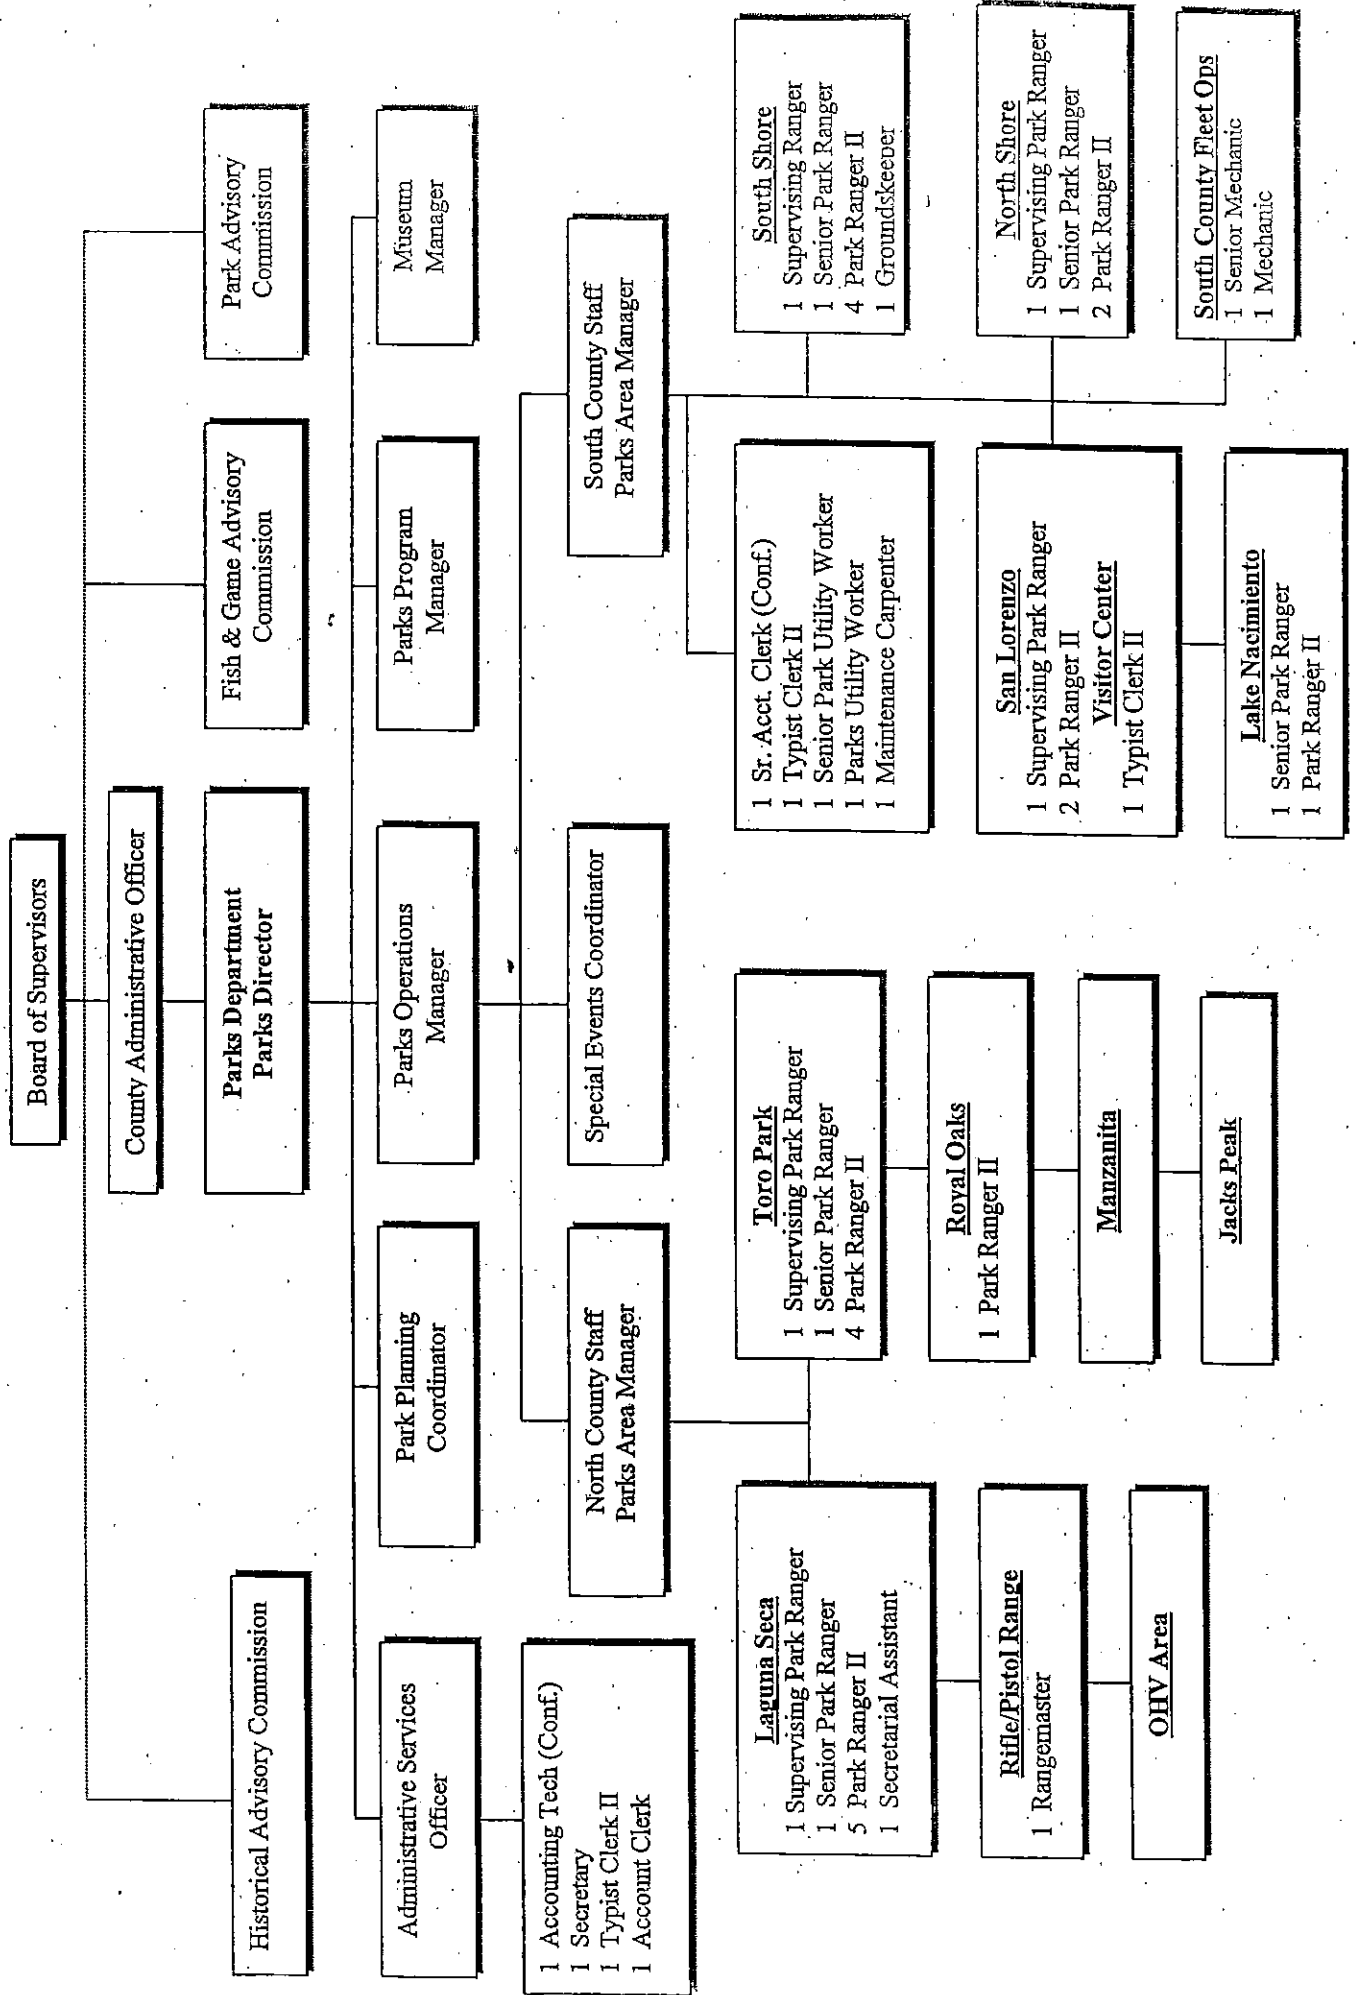 Board of Supervisors
County Administrative Officer
Historical Advisory Commission
Parks Department
Parks Director
Fish & Game Advisory
Commission
Park Advisory
Commission
Administrative Services
Officer
Park Planning
Coordinator
Parks Operations
Manager
Parks Program
Manager
Museum
Manager
1 Accounting Tech (Conf.)
1 Secretary
1 Typist Clerk II
1 Account Clerk
North County Staff
Parks Area Manager
Special Events Coordinator
South County Staff
Parks Area Manager
Laguna Seca
1 Supervising Park Ranger
1 Senior Park Ranger
5 Park Ranger II
1 Secretarial Assistant
Rifle/Pistol Range
1 Rangemaster
OHV Area
Toro Park
1 Supervising Park Ranger
1 Senior Park Ranger
4 Park Ranger II
Royal Oaks
1 Park Ranger II
Manzanita
Jacks Peak
1 Sr. Acct. Clerk (Conf.)
1 Typist Clerk II
1 Senior Park Utility Worker
1 Parks Utility Worker
1 Maintenance Carpenter
San Lorenzo
1 Supervising Park Ranger
2 Park Ranger II
Visitor Center
1 Typist Clerk II
Lake Nacimiento
1 Senior Park Ranger
1 Park Ranger II
South Shore
1 Supervising Ranger
1 Senior Park Ranger
4 Park Ranger II
1 Groundskeeper
North Shore
1 Supervising Park Ranger
1 Senior Park Ranger
2 Park Ranger II
South County Fleet Ops
1 Senior Mechanic
1 Mechanic